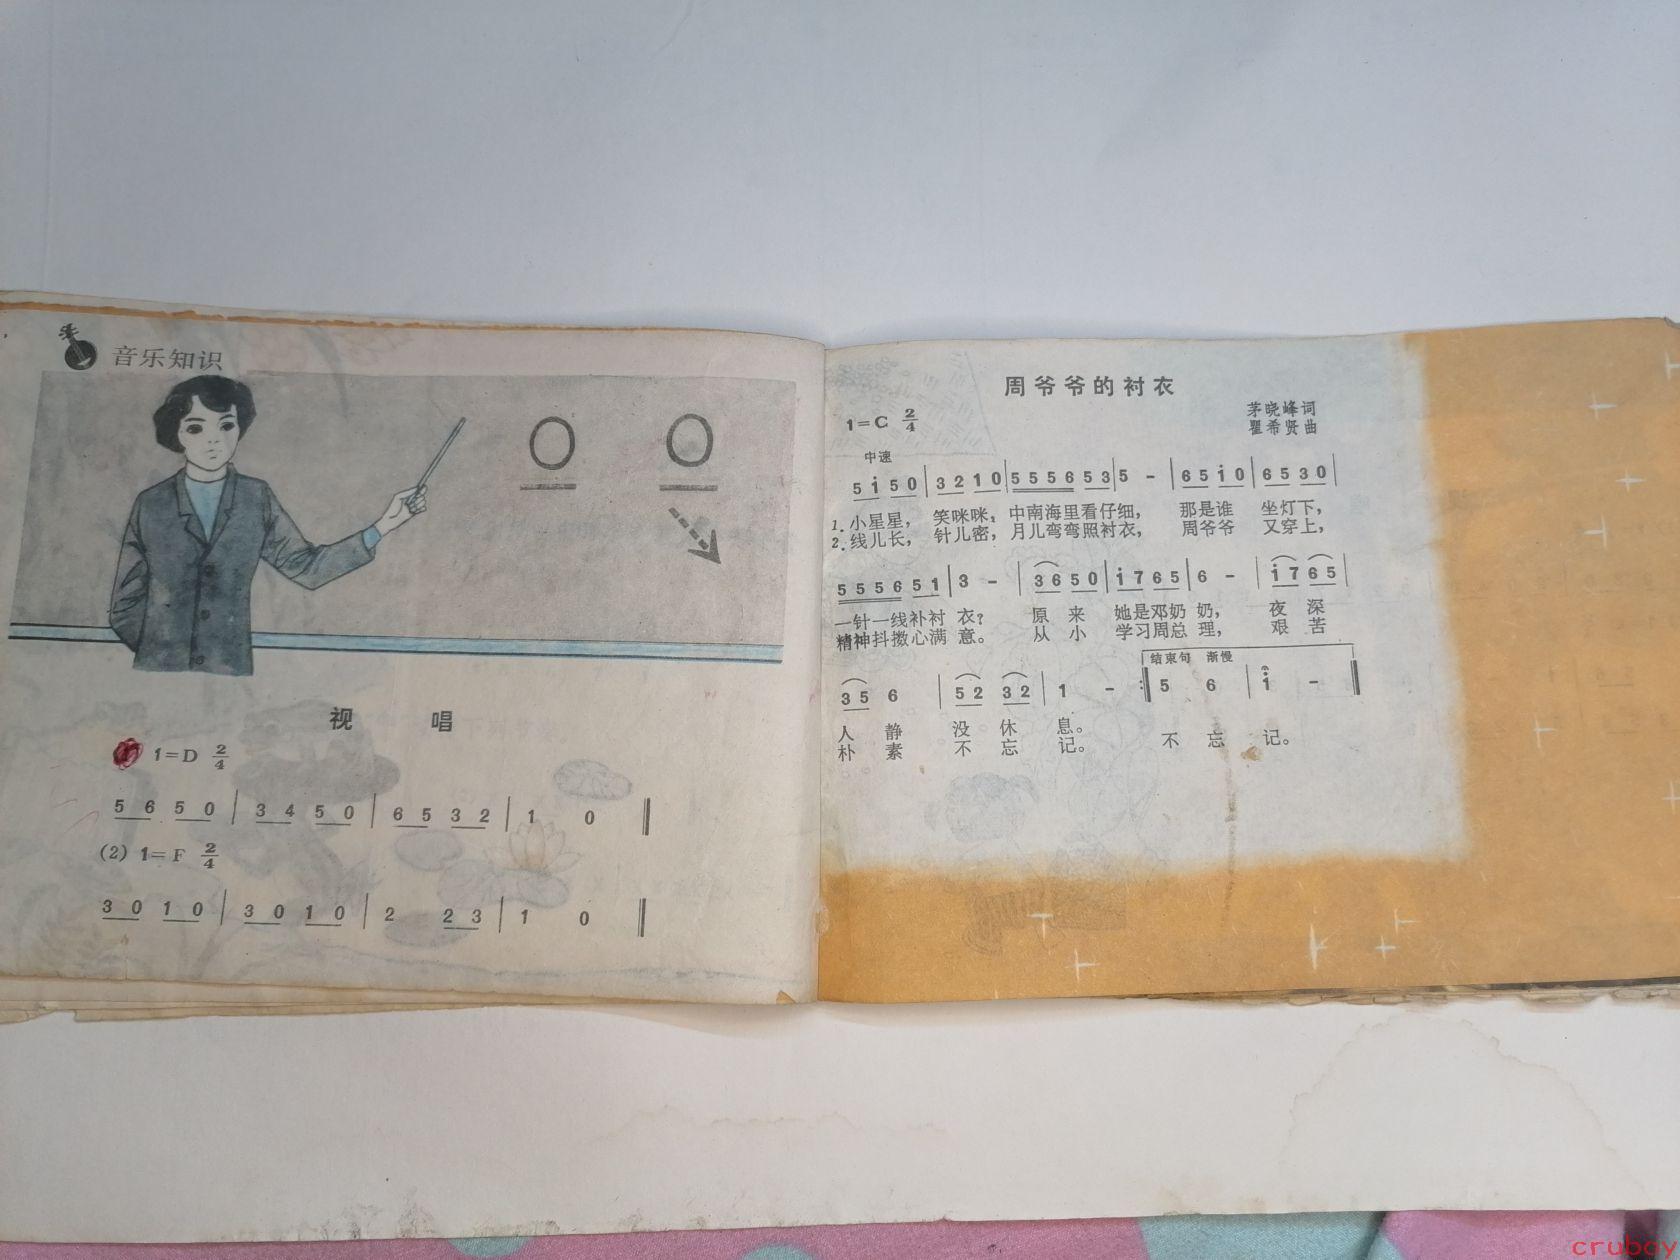 音乐知识
0 0
视 唱
1=D 2/4
5 6 5 0 | 3 4 5 0 | 6 5 3 2 | 1 0 ‖
(2) 1=F 2/4
3 0 1 0 | 3 0 1 0 | 2 2 3 | 1 0 ‖
周爷爷的衬衣
1=C 2/4
茅晓峰词
瞿希贤曲
中速
5 i 5 0 | 3 2 1 0 | 5 5 5 6 5 3 | 5 - | 6 5 i 0 | 6 5 3 0 |
1.小星星， 笑咪咪， 中南海里看仔细， 那是谁 坐灯下，
2.线儿长， 针儿密， 月儿弯弯照衬衣， 周爷爷 又穿上，
5 5 5 6 5 1 | 3 - | 3 6 5 0 | i 7 6 5 | 6 - | i 7 6 5 |
一针一线补衬 衣？ 原 来 她是邓奶 奶， 夜 深
精神抖擞心满 意。 从 小 学习周总 理， 艰 苦
结束句 渐慢
3 5 6 | 5 2 3 2 | 1 - :‖ 5 6 | i - ‖
人 静 没 休 息。
朴 素 不 忘 记。 不 忘 记。
cruboy